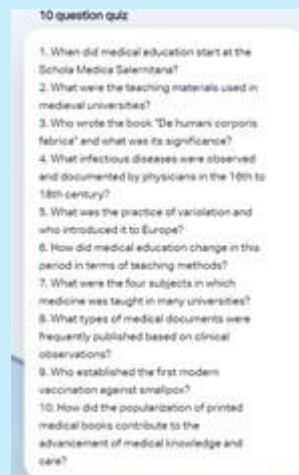 10 question quiz
1. When did medical education start at the
Schola Medica Salernitana?
2. What were the teaching materials used in
medieval universities?
3. Who wrote the book "De humani corporis
fabrica" and what was its significance?
4. What infectious diseases were observed
and documented by physicians in the 16th to
18th century?
5. What was the practice of variolation and
who introduced it to Europe?
6. How did medical education change in this
period in terms of teaching methods?
7. What were the four subjects in which
medicine was taught in many universities?
8. What types of medical documents were
frequently published based on clinical
observations?
9. Who established the first modern
vaccination against smallpox?
10. How did the popularization of printed
medical books contribute to the
advancement of medical knowledge and
care?